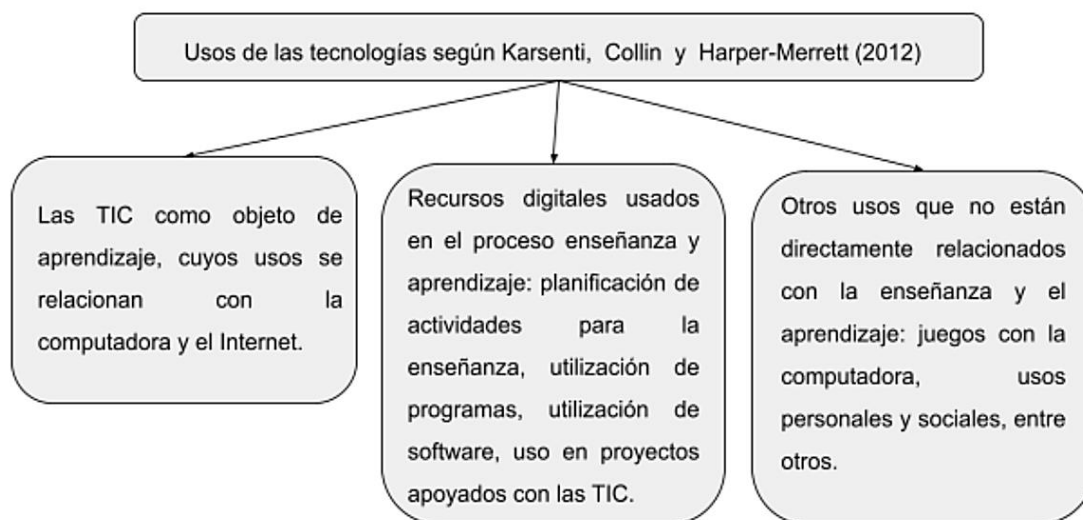 Usos de las tecnologías según Karsenti, Collin y Harper-Merrett (2012)
Las TIC como objeto de
aprendizaje, cuyos usos se
relacionan con la
computadora y el Internet.
Recursos digitales usados
en el proceso enseñanza y
aprendizaje: planificación de
actividades para la
enseñanza, utilización de
programas, utilización de
software, uso en proyectos
apoyados con las TIC.
Otros usos que no están
directamente relacionados
con la enseñanza y el
aprendizaje: juegos con la
computadora, usos
personales y sociales, entre
otros.